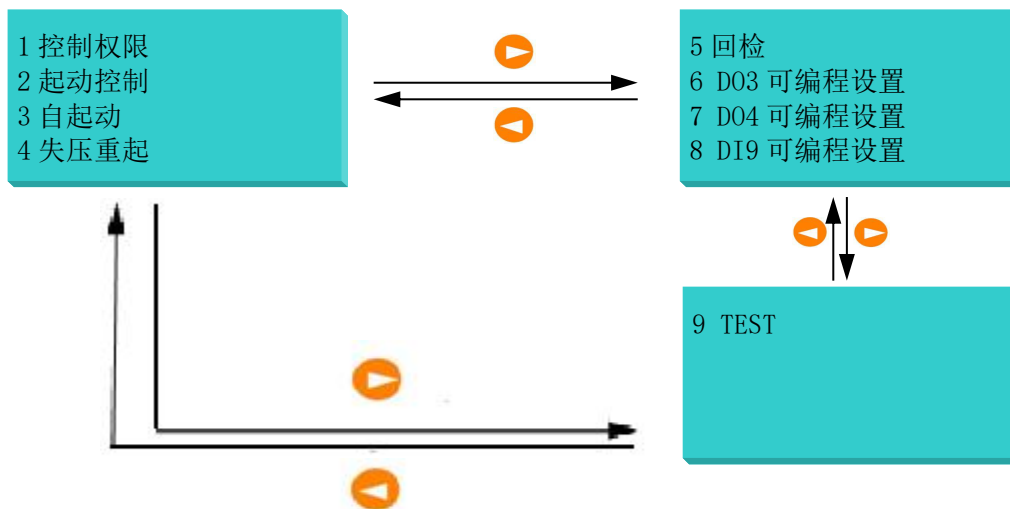 1 控制权限
2 起动控制
3 自起动
4 失压重起
5 回检
6 DO3 可编程设置
7 DO4 可编程设置
8 DI9 可编程设置
9 TEST